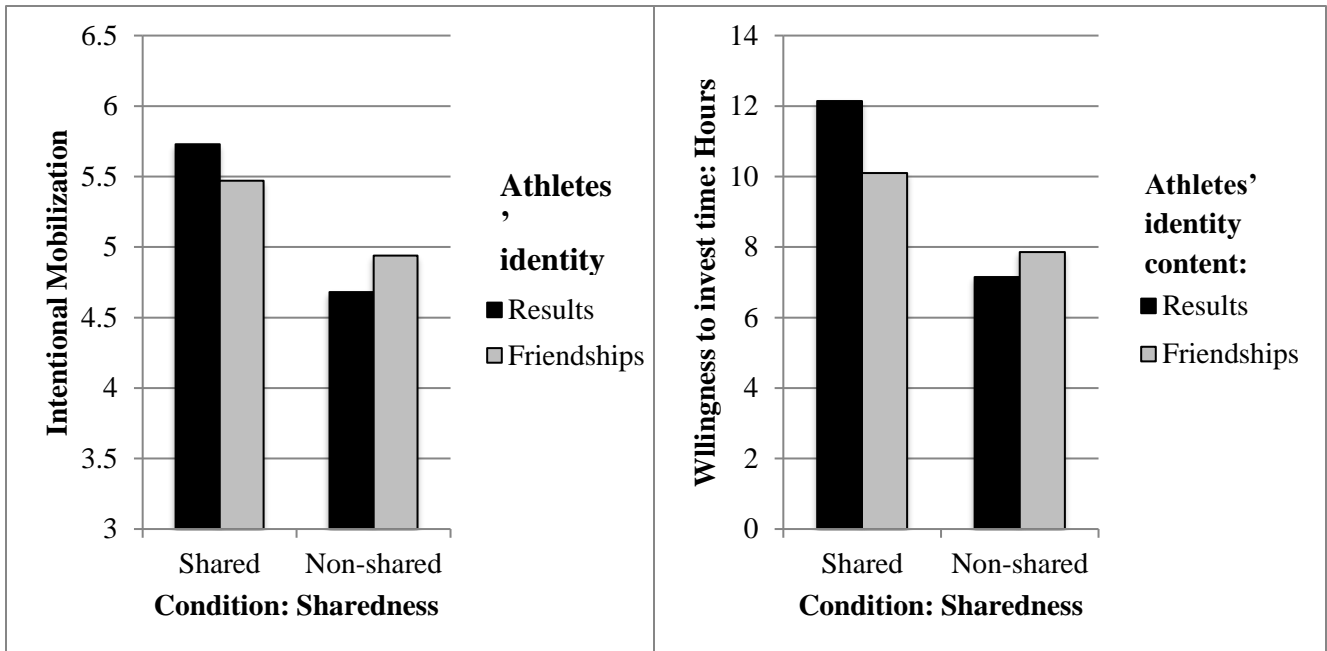 6.5
6
5.5
5
4.5
4
3.5
3
Intentional Mobilization
Shared Non-shared
Condition: Sharedness
Athletes
’
identity
Results
Friendships
14
12
10
8
6
4
2
0
WIlingness to invest time: Hours
Shared Non-shared
Condition: Sharedness
Athletes’
identity
content:
Results
Friendships